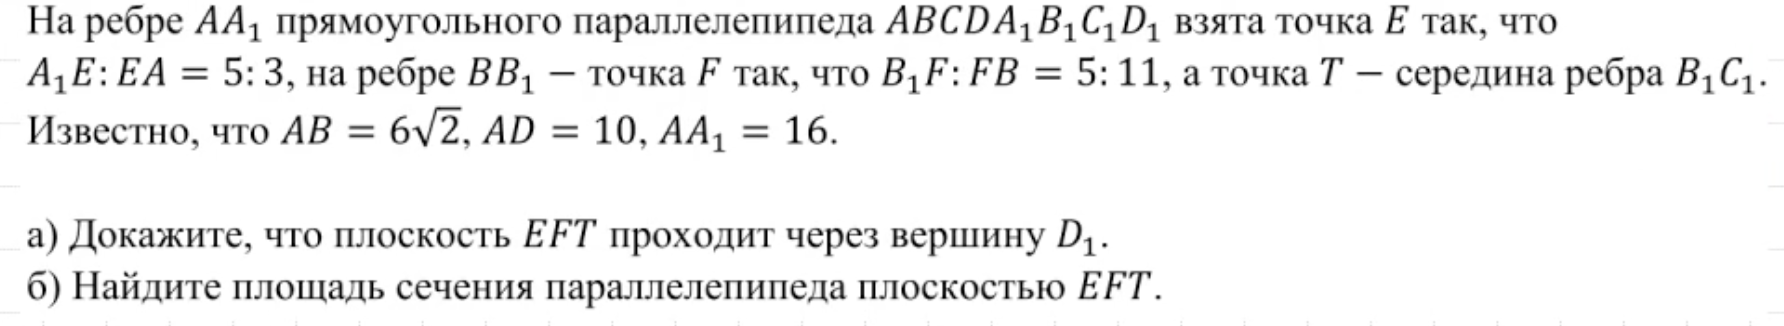 На ребре AA₁ прямоугольного параллелепипеда ABCDA₁B₁C₁D₁ взята точка E так, что
A₁E: EA = 5: 3, на ребре BB₁ − точка F так, что B₁F: FB = 5: 11, а точка T − середина ребра B₁C₁.
Известно, что AB = 6√2, AD = 10, AA₁ = 16.
а) Докажите, что плоскость EFT проходит через вершину D₁.
б) Найдите площадь сечения параллелепипеда плоскостью EFT.